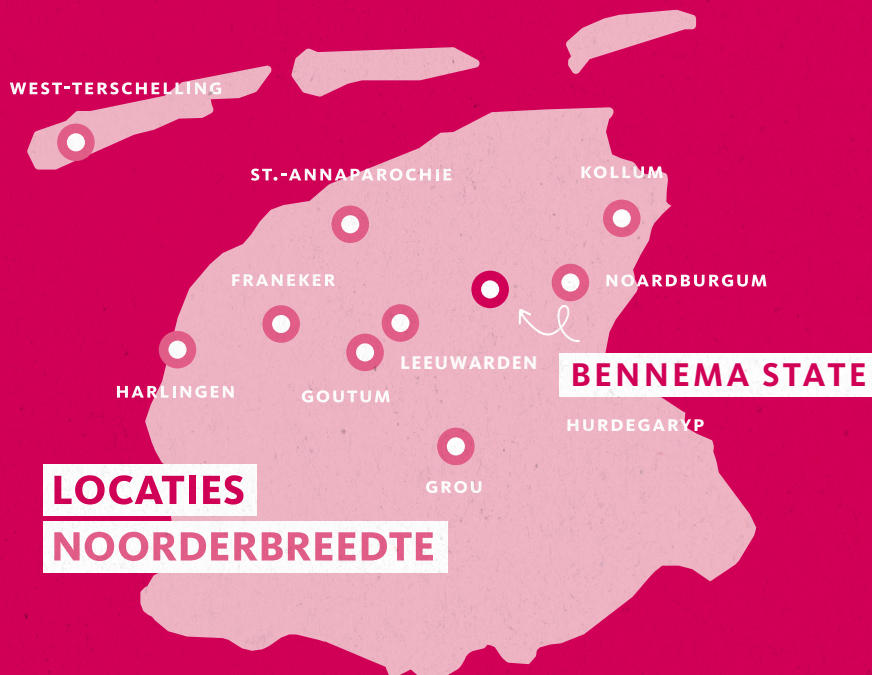 WEST-TERSCHELLING
ST.-ANNAPAROCHIE
KOLLUM
FRANEKER
NOARDBURGUM
LEEUWARDEN
BENNEMA STATE
HARLINGEN
GOUTUM
HURDEGARYP
GROU
LOCATIES
NOORDERBREEDTE